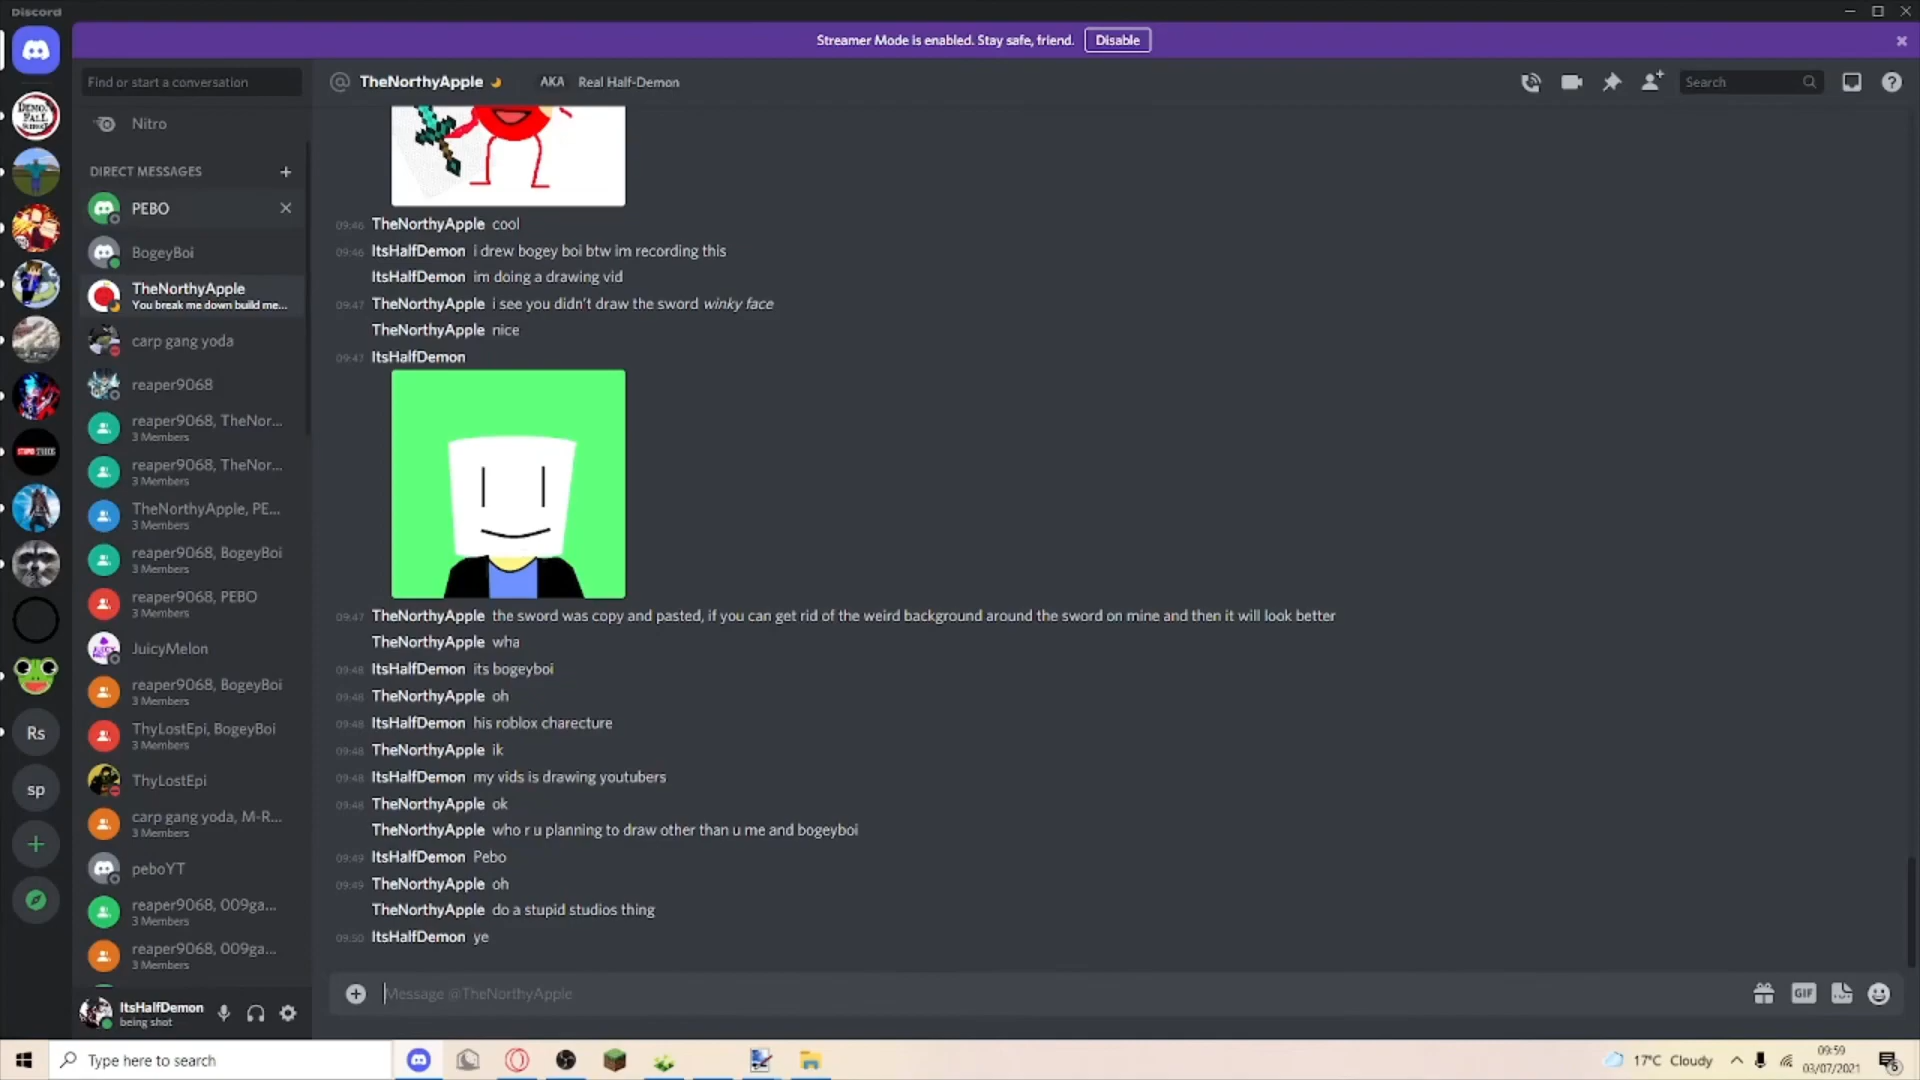 Discord
Streamer Mode is enabled. Stay safe, friend. Disable
Find or start a conversation
TheNorthyApple AKA Real Half-Demon
Search
Nitro
DIRECT MESSAGES
PEBO
BogeyBoi
TheNorthyApple
You break me down build me...
carp gang yoda
reaper9068
reaper9068, TheNor...
3 Members
reaper9068, TheNor...
3 Members
TheNorthyApple, PE...
3 Members
reaper9068, BogeyBoi
3 Members
reaper9068, PEBO
3 Members
JuicyMelon
reaper9068, BogeyBoi
3 Members
ThyLostEpi, BogeyBoi
3 Members
ThyLostEpi
carp gang yoda, M-R...
3 Members
peboYT
reaper9068, 009ga...
3 Members
reaper9068, 009ga...
3 Members
Rs
sp
ItsHalfDemon
being shot
09:46 TheNorthyApple cool
09:46 ItsHalfDemon i drew bogey boi btw im recording this
ItsHalfDemon im doing a drawing vid
09:47 TheNorthyApple i see you didn't draw the sword winky face
TheNorthyApple nice
09:47 ItsHalfDemon
09:47 TheNorthyApple the sword was copy and pasted, if you can get rid of the weird background around the sword on mine and then it will look better
TheNorthyApple wha
09:48 ItsHalfDemon its bogeyboi
09:48 TheNorthyApple oh
09:48 ItsHalfDemon his roblox charecture
09:48 TheNorthyApple ik
09:48 ItsHalfDemon my vids is drawing youtubers
09:48 TheNorthyApple ok
TheNorthyApple who r u planning to draw other than u me and bogeyboi
09:49 ItsHalfDemon Pebo
09:49 TheNorthyApple oh
TheNorthyApple do a stupid studios thing
09:50 ItsHalfDemon ye
Message @TheNorthyApple
GIF
Type here to search
17°C Cloudy
09:59
03/07/2021